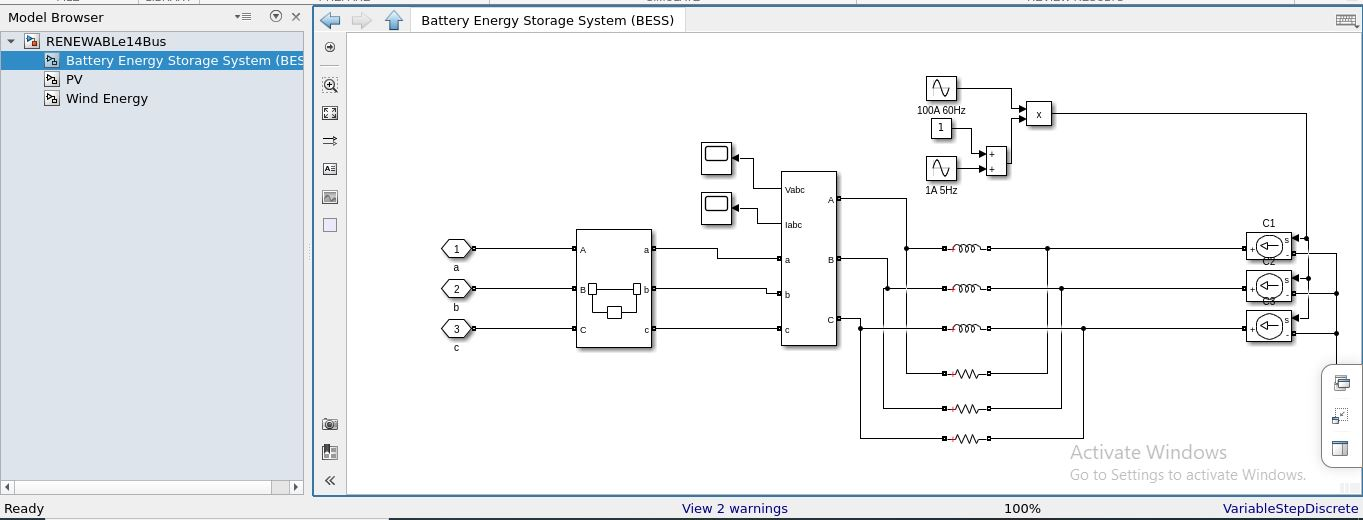 Model Browser
Battery Energy Storage System (BESS)
RENEWABLe14Bus
Battery Energy Storage System (BES
PV
Wind Energy
100A 60Hz
x
1
+
+
1A 5Hz
Vabc
Iabc
A
B
C
a
b
c
A
B
C
a
b
c
1
a
2
b
3
c
C1
s
+
-
C2
s
+
-
C3
s
+
-
Activate Windows
Go to Settings to activate Windows.
Ready
View 2 warnings
100%
VariableStepDiscrete